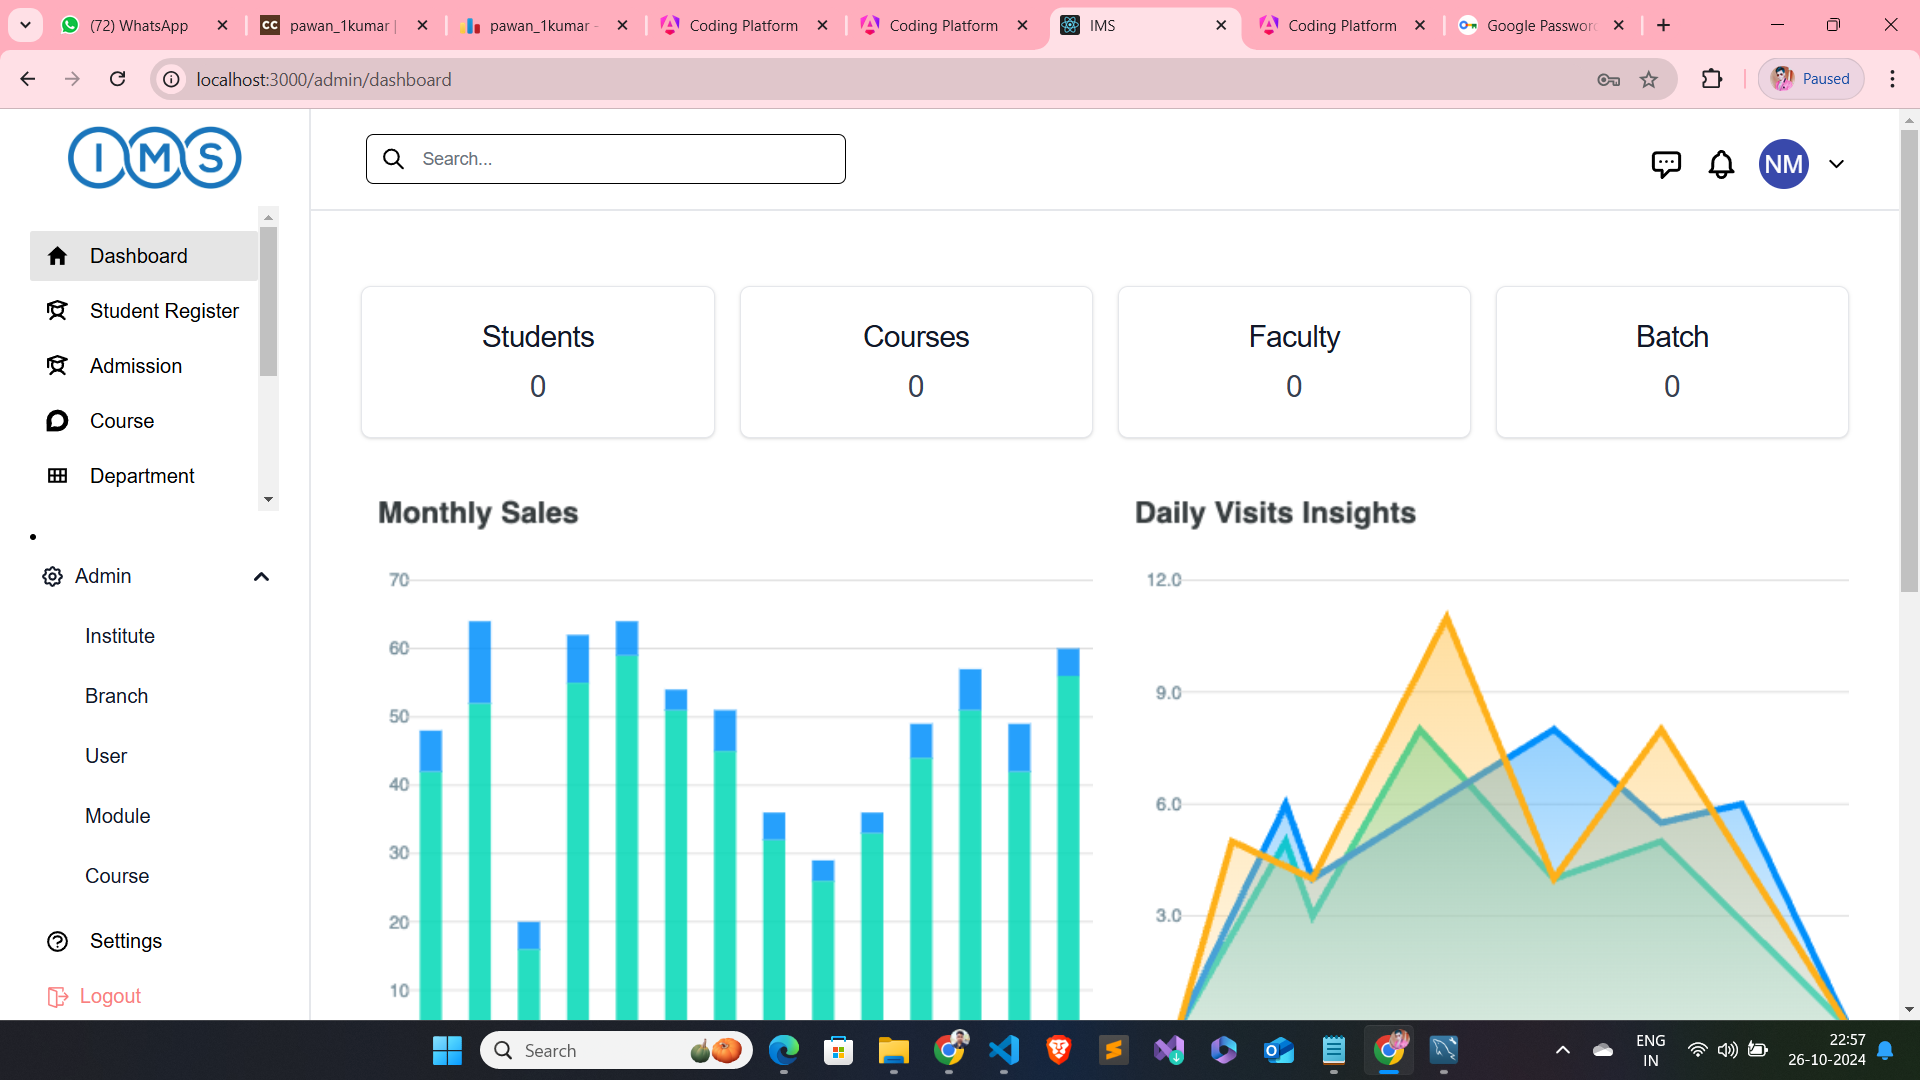 (72) WhatsApp
pawan_1kumar |
pawan_1kumar -
Coding Platform
Coding Platform
IMS
Coding Platform
Google Passwor
localhost:3000/admin/dashboard
Paused
IMS
Search...
NM
Dashboard
Student Register
Admission
Course
Department
Admin
Institute
Branch
User
Module
Course
Settings
Logout
Students
0
Courses
0
Faculty
0
Batch
0
Monthly Sales
70
60
50
40
30
20
10
Daily Visits Insights
12.0
9.0
6.0
3.0
Search
ENG
IN
22:57
26-10-2024